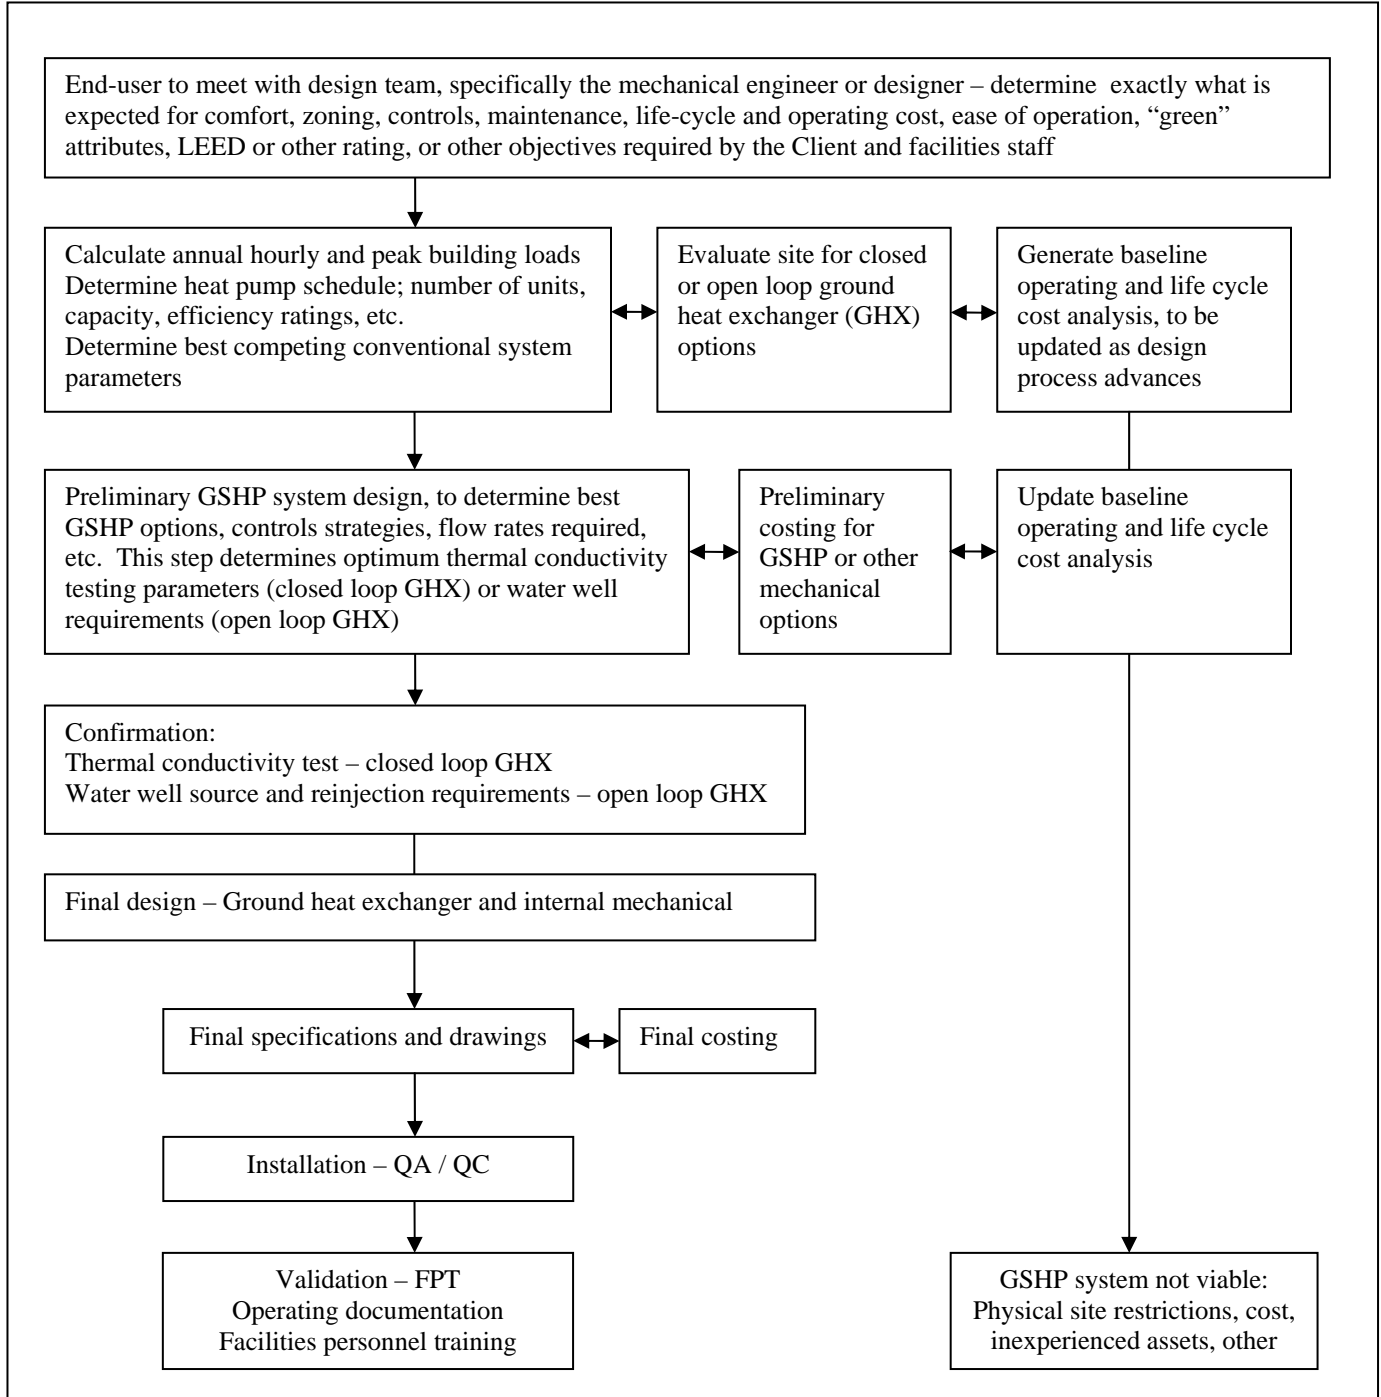 End-user to meet with design team, specifically the mechanical engineer or designer – determine  exactly what is
expected for comfort, zoning, controls, maintenance, life-cycle and operating cost, ease of operation, “green”
attributes, LEED or other rating, or other objectives required by the Client and facilities staff
Calculate annual hourly and peak building loads
Determine heat pump schedule; number of units,
capacity, efficiency ratings, etc.
Determine best competing conventional system
parameters
Evaluate site for closed
or open loop ground
heat exchanger (GHX)
options
Generate baseline
operating and life cycle
cost analysis, to be
updated as design
process advances
Preliminary GSHP system design, to determine best
GSHP options, controls strategies, flow rates required,
etc.  This step determines optimum thermal conductivity
testing parameters (closed loop GHX) or water well
requirements (open loop GHX)
Preliminary
costing for
GSHP or other
mechanical
options
Update baseline
operating and life cycle
cost analysis
Confirmation:
Thermal conductivity test – closed loop GHX
Water well source and reinjection requirements – open loop GHX
Final design – Ground heat exchanger and internal mechanical
Final specifications and drawings
Final costing
Installation – QA / QC
Validation – FPT
Operating documentation
Facilities personnel training
GSHP system not viable:
Physical site restrictions, cost,
inexperienced assets, other